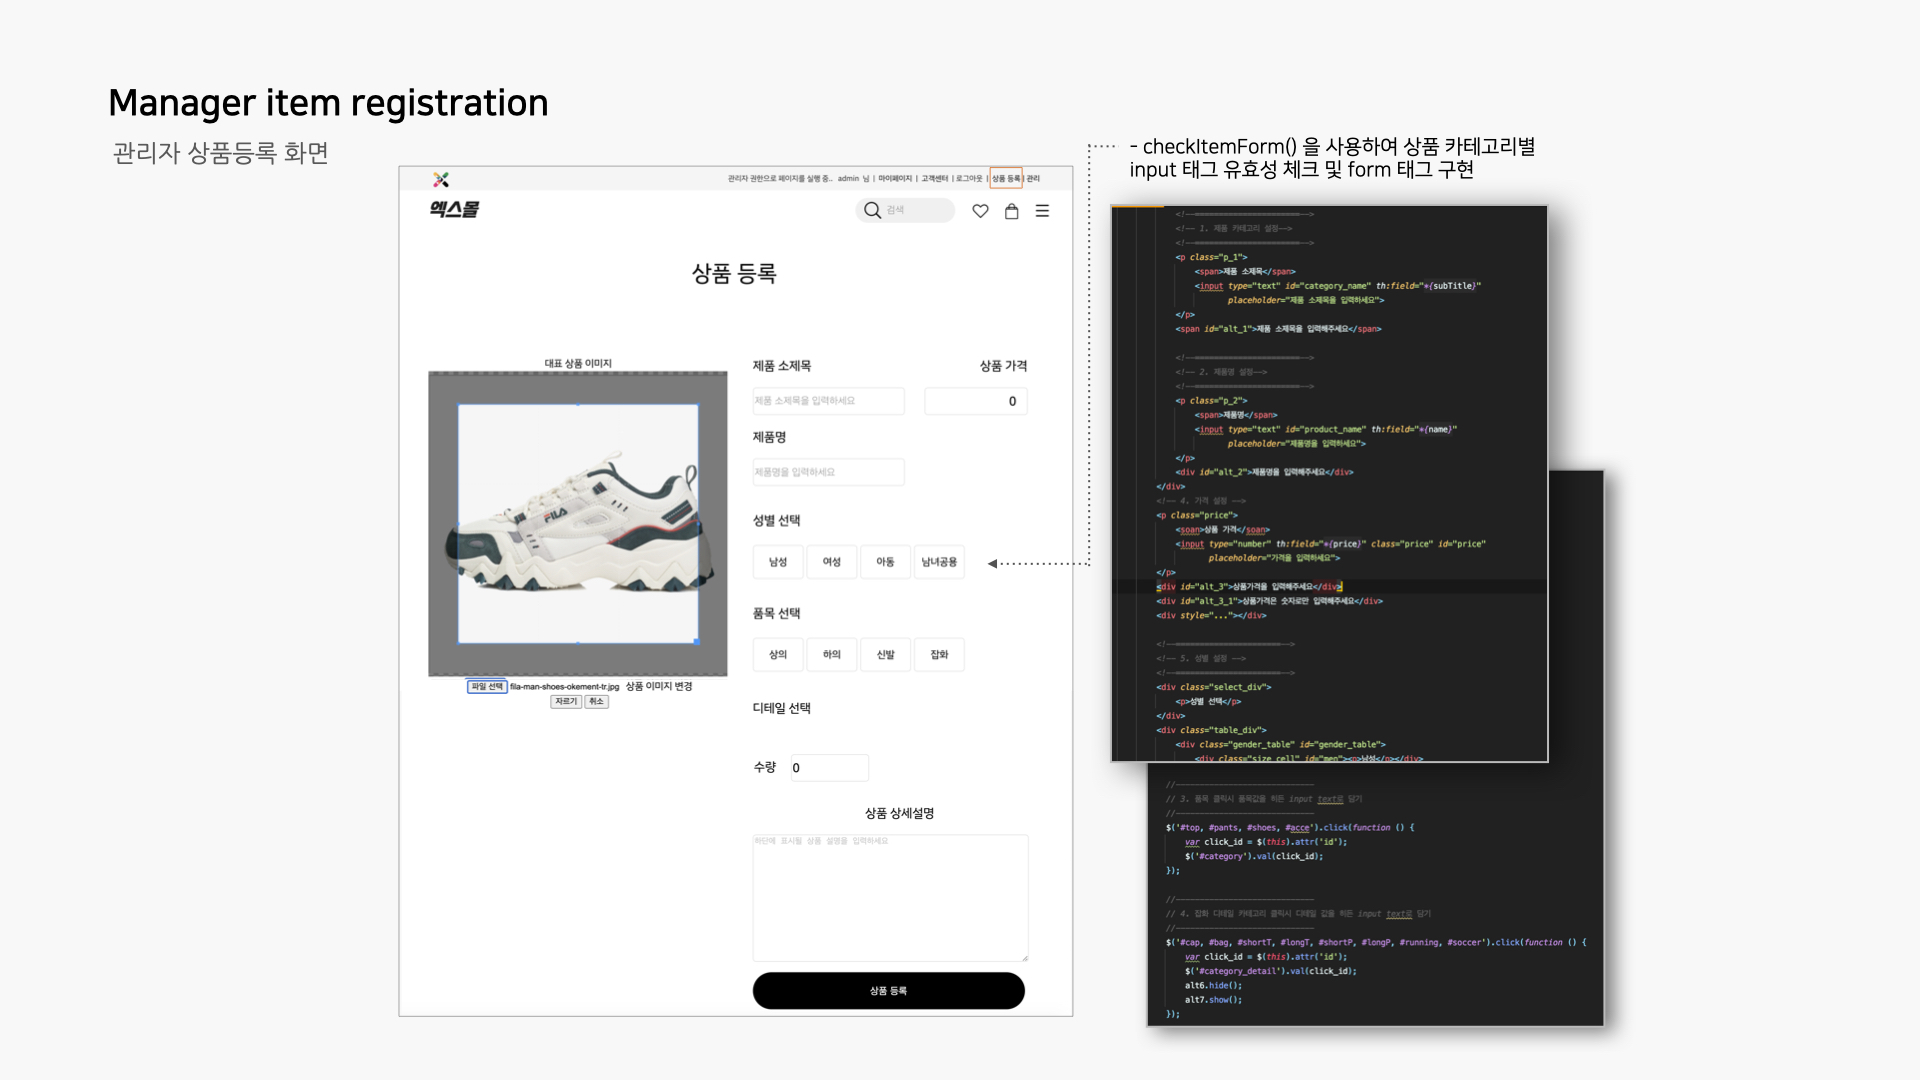 Manager item registration
관리자 상품등록 화면
- checkItemForm() 을 사용하여 상품 카테고리별
input 태그 유효성 체크 및 form 태그 구현
관리자 권한으로 페이지를 실행 중.. admin 님 | 마이페이지 | 고객센터 | 로그아웃 | 상품 등록 | 관리
엑스몰
검색
상품 등록
대표 상품 이미지
FILA
파일 선택 fila-man-shoes-okement-tr.jpg 상품 이미지 변경
자르기 취소
제품 소제목 상품 가격
제품 소제목을 입력하세요 0
제품명
제품명을 입력하세요
성별 선택
남성 여성 아동 남녀공용
품목 선택
상의 하의 신발 잡화
디테일 선택
수량 0
상품 상세설명
하단에 표시될 상품 설명을 입력하세요
상품 등록
<!--======================-->
<!-- 1. 제품 카테고리 설정-->
<!--======================-->
<p class="p_1">
<span>제품 소제목</span>
<input type="text" id="category_name" th:field="*{subTitle}"
placeholder="제품 소제목을 입력하세요">
</p>
<span id="alt_1">제품 소제목을 입력해주세요</span>
<!--======================-->
<!-- 2. 제품명 설정-->
<!--======================-->
<p class="p_2">
<span>제품명</span>
<input type="text" id="product_name" th:field="*{name}"
placeholder="제품명을 입력하세요">
</p>
<div id="alt_2">제품명을 입력해주세요</div>
</div>
<!-- 4. 가격 설정 -->
<p class="price">
<soan>상품 가격</soan>
<input type="number" th:field="*{price}" class="price" id="price"
placeholder="가격을 입력하세요">
</p>
<div id="alt_3">상품가격을 입력해주세요</div>
<div id="alt_3_1">상품가격은 숫자로만 입력해주세요</div>
<div style="..."></div>
<!--======================-->
<!-- 5. 성별 설정 -->
<!--======================-->
<div class="select_div">
<p>성별 선택</p>
</div>
<div class="table_div">
<div class="gender_table" id="gender_table">
<div class="size_cell" id="men"><p>남성</p></div>
//-----------------------------
// 3. 품목 클릭시 품목값을 히든 input text로 담기
//-----------------------------
$('#top, #pants, #shoes, #acce').click(function () {
var click_id = $(this).attr('id');
$('#category').val(click_id);
});
//-----------------------------
// 4. 잡화 디테일 카테고리 클릭시 디테일 값을 히든 input text로 담기
//-----------------------------
$('#cap, #bag, #shortT, #longT, #shortP, #longP, #running, #soccer').click(function () {
var click_id = $(this).attr('id');
$('#category_detail').val(click_id);
alt6.hide();
alt7.show();
});